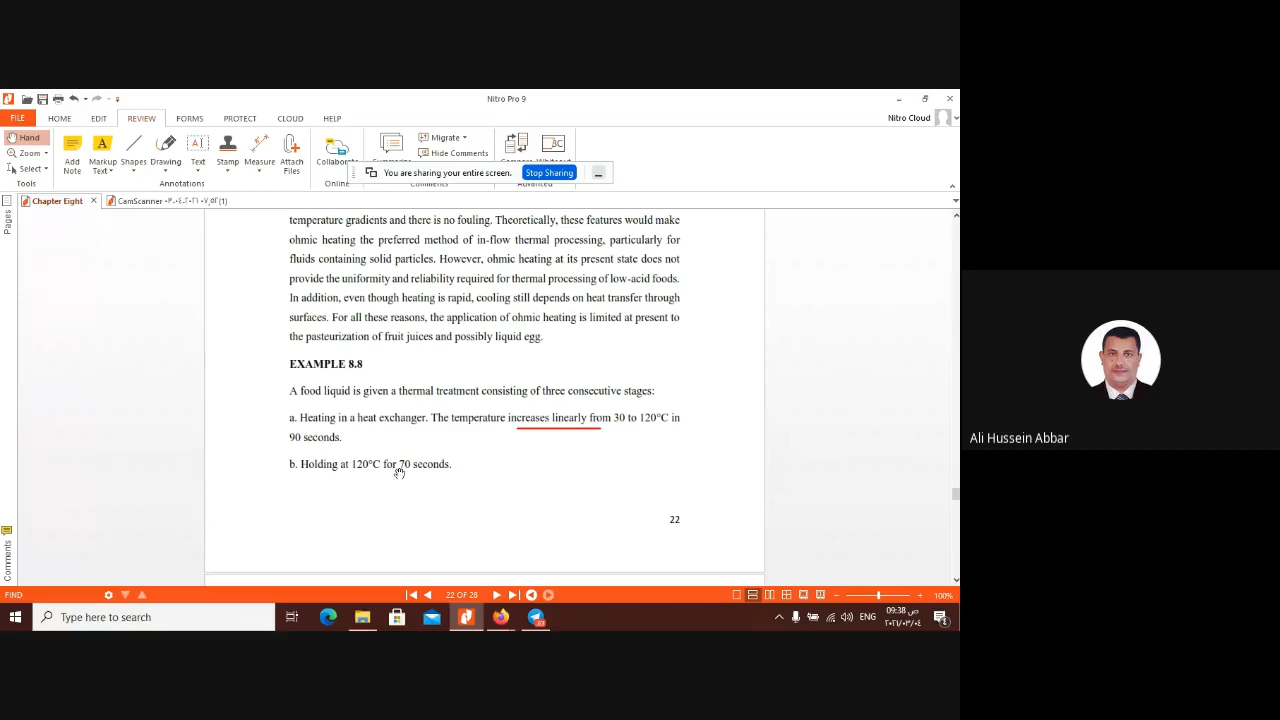 Nitro Pro 9
FILE HOME EDIT REVIEW FORMS PROTECT CLOUD HELP Nitro Cloud
Hand
Zoom
Select
Tools
Add Note
Markup Text
Shapes
Drawing
Text
Stamp
Measure
Attach Files
Annotations
Migrate
Hide Comments
You are sharing your entire screen. Stop Sharing
Chapter Eight
CamScanner
Pages
temperature gradients and there is no fouling. Theoretically, these features would make
ohmic heating the preferred method of in-flow thermal processing, particularly for
fluids containing solid particles. However, ohmic heating at its present state does not
provide the uniformity and reliability required for thermal processing of low-acid foods.
In addition, even though heating is rapid, cooling still depends on heat transfer through
surfaces. For all these reasons, the application of ohmic heating is limited at present to
the pasteurization of fruit juices and possibly liquid egg.
EXAMPLE 8.8
A food liquid is given a thermal treatment consisting of three consecutive stages:
a. Heating in a heat exchanger. The temperature increases linearly from 30 to 120°C in
90 seconds.
b. Holding at 120°C for 70 seconds.
22
Comments
FIND
22 OF 28
100%
Type here to search
ENG
09:38 ص
٢٠٢١/٠٣/٠٤
Ali Hussein Abbar